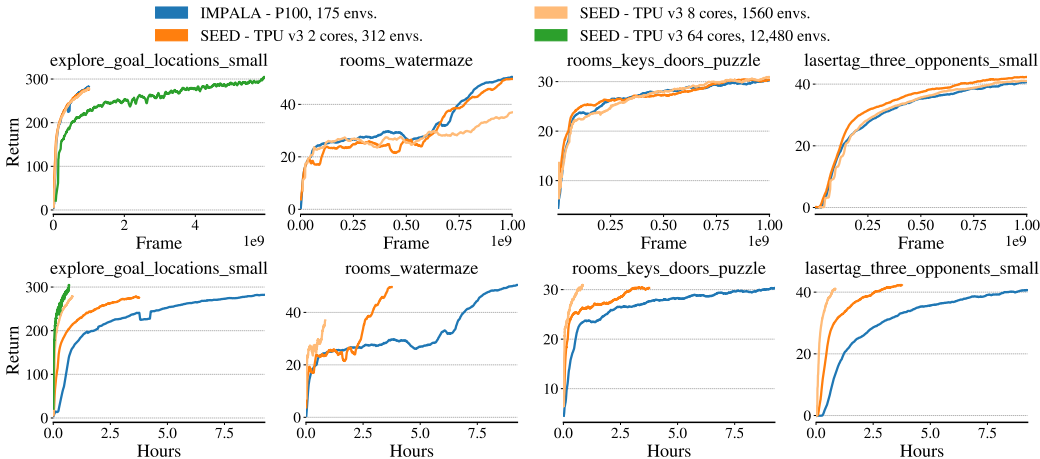 IMPALA - P100, 175 envs.
SEED - TPU v3 2 cores, 312 envs.
SEED - TPU v3 8 cores, 1560 envs.
SEED - TPU v3 64 cores, 12,480 envs.
explore_goal_locations_small
rooms_watermaze
rooms_keys_doors_puzzle
lasertag_three_opponents_small
Return
300
200
100
0
0
2
4
1e9
Frame
40
20
0
0.00
0.25
0.50
0.75
1.00
1e9
Frame
30
20
10
0.25
0.50
0.75
1.00
1e9
Frame
40
20
0
0.25
0.50
0.75
1.00
1e9
Frame
explore_goal_locations_small
rooms_watermaze
rooms_keys_doors_puzzle
lasertag_three_opponents_small
Return
300
200
100
0
0.0
2.5
5.0
7.5
Hours
40
20
0
0.0
2.5
5.0
7.5
Hours
30
20
10
0.0
2.5
5.0
7.5
Hours
40
20
0
0.0
2.5
5.0
7.5
Hours